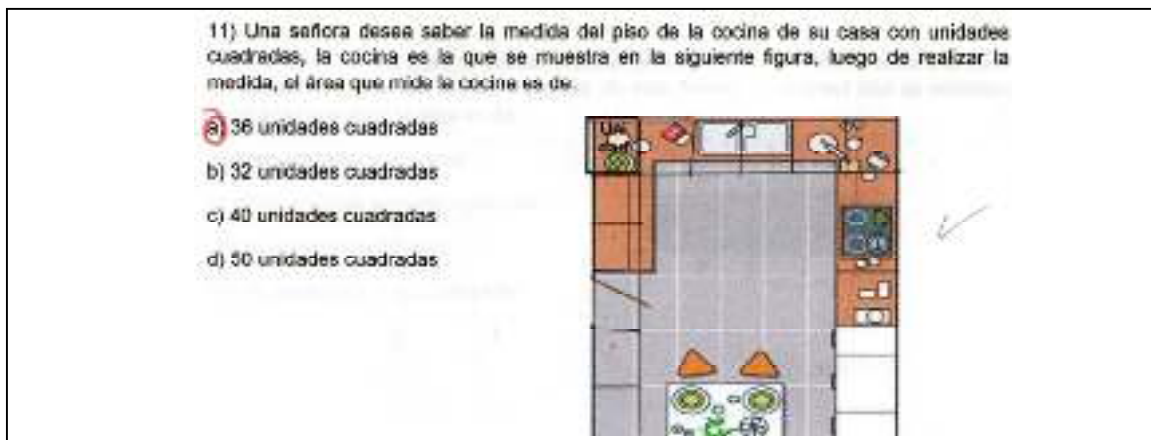 11) Una señora desea saber la medida del piso de la cocina de su casa con unidades
cuadradas, la cocina es la que se muestra en la siguiente figura, luego de realizar la
medida, el área que mide la cocina es de.
a) 36 unidades cuadradas
b) 32 unidades cuadradas
c) 40 unidades cuadradas
d) 50 unidades cuadradas